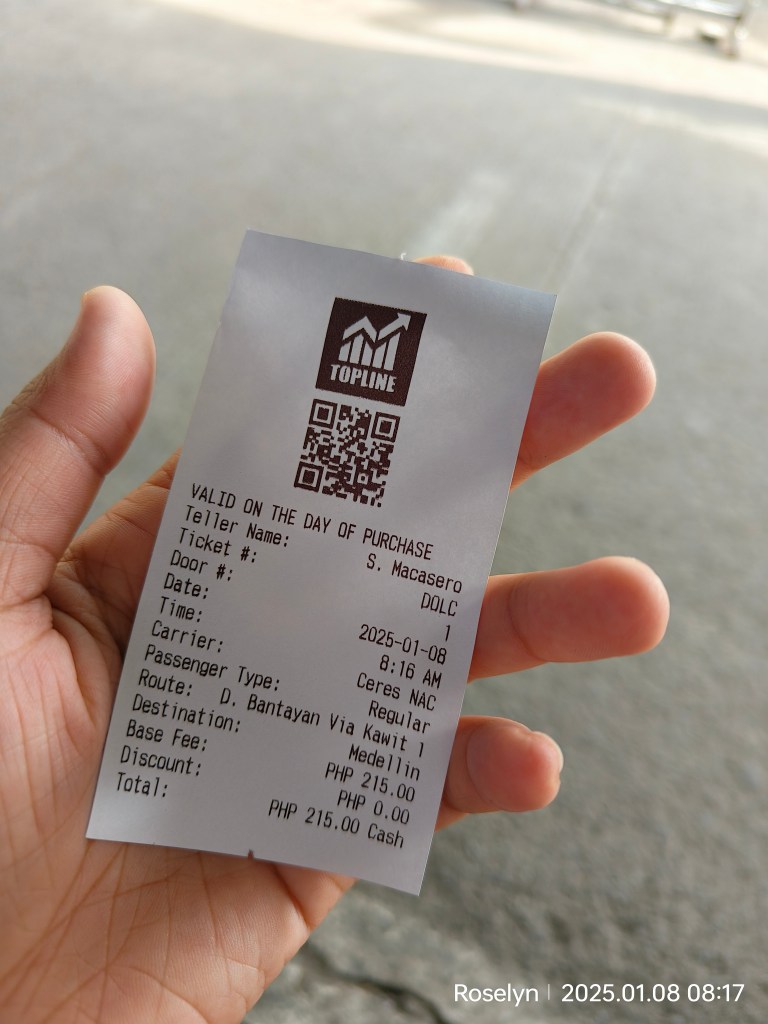 TOPLINE
VALID ON THE DAY OF PURCHASE
Teller Name: S. Macasero
Ticket #: DQLC
Door #: 1
Date: 2025-01-08
Time: 8:16 AM
Carrier: Ceres NAC
Passenger Type: Regular
Route: D. Bantayan Via Kawit 1
Destination: Medellin
Base Fee: PHP 215.00
Discount: PHP 0.00
Total: PHP 215.00 Cash
Roselyn | 2025.01.08 08:17